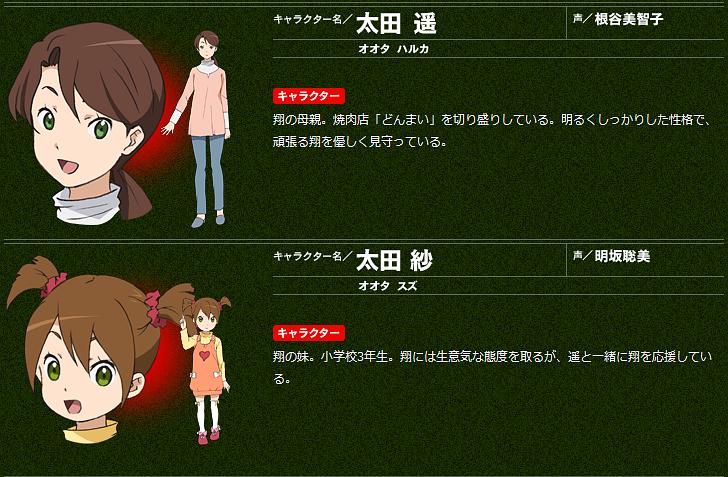 キャラクター名／太田 遥 声／根谷美智子
オオタ ハルカ
キャラクター
翔の母親。焼肉店「どんまい」を切り盛りしている。明るくしっかりした性格で、
頑張る翔を優しく見守っている。
キャラクター名／太田 紗 声／明坂聡美
オオタ スズ
キャラクター
翔の妹。小学校3年生。翔には生意気な態度を取るが、遥と一緒に翔を応援してい
る。